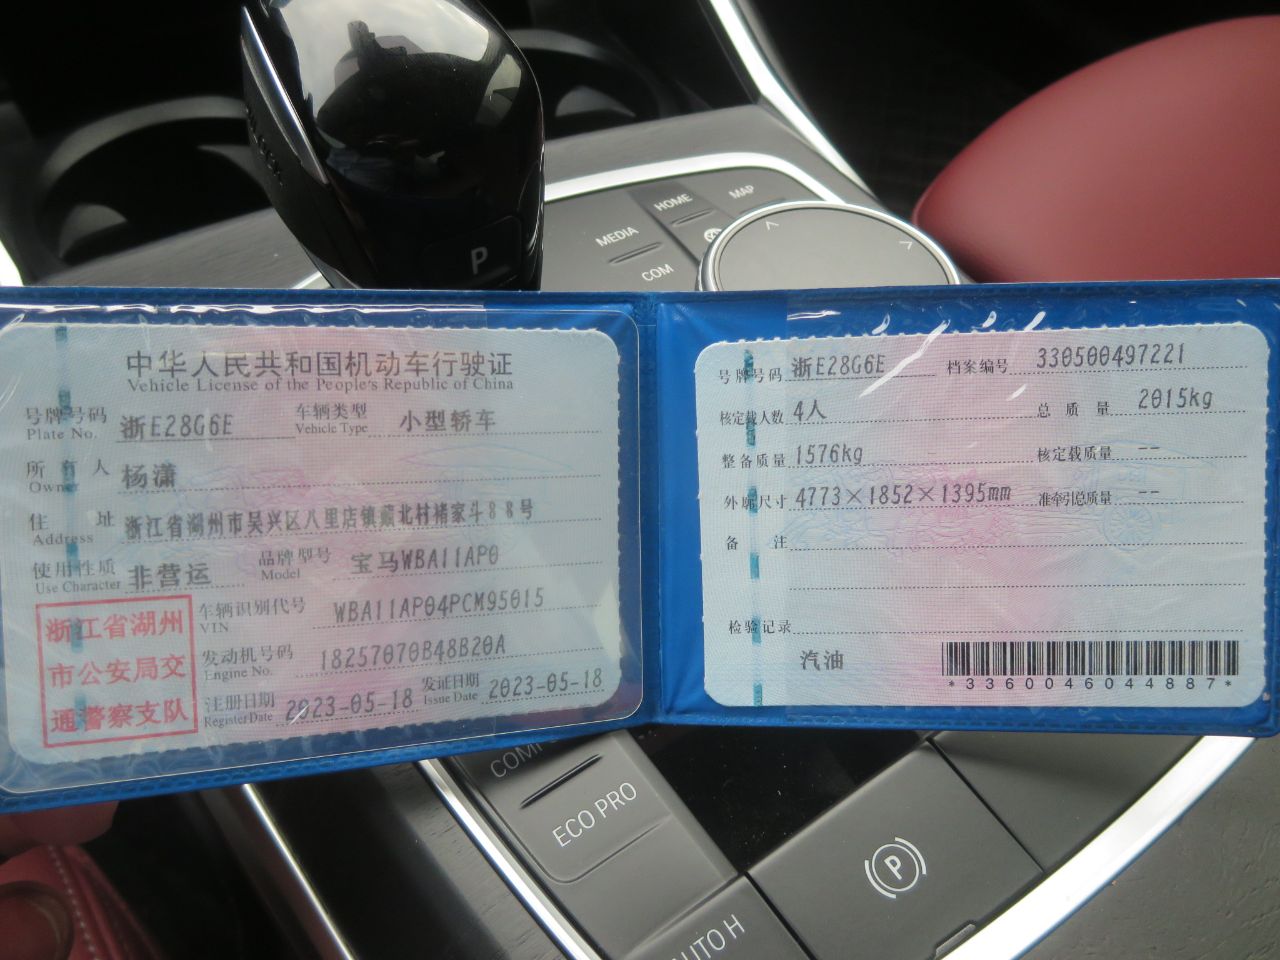 P
MEDIA
HOME
MAP
COM
中华人民共和国机动车行驶证
Vehicle License of the People's Republic of China
号牌号码 浙E28G6E 车辆类型 小型轿车
Plate No. Vehicle Type
所有人 杨潇
Owner
住址 浙江省湖州市吴兴区八里店镇 北村褚家斗88号
Address
使用性质 非营运 品牌型号 宝马WBA11AP0
Use Character Model
浙江省湖州
市公安局交
通警察支队
车辆识别代号 WBA11AP04PCM95015
VIN
发动机号码 18257070B48B20A
Engine No.
注册日期 2023-05-18 发证日期 2023-05-18
Register Date Issue Date
号牌号码 浙E28G6E 档案编号 330500497221
核定载人数 4人 总质量 2015kg
整备质量 1576kg 核定载质量 --
外廓尺寸 4773×1852×1395mm 准牵引总质量 --
备注
检验记录
汽油
*3360046044887*
ECO PRO
P
AUTO H